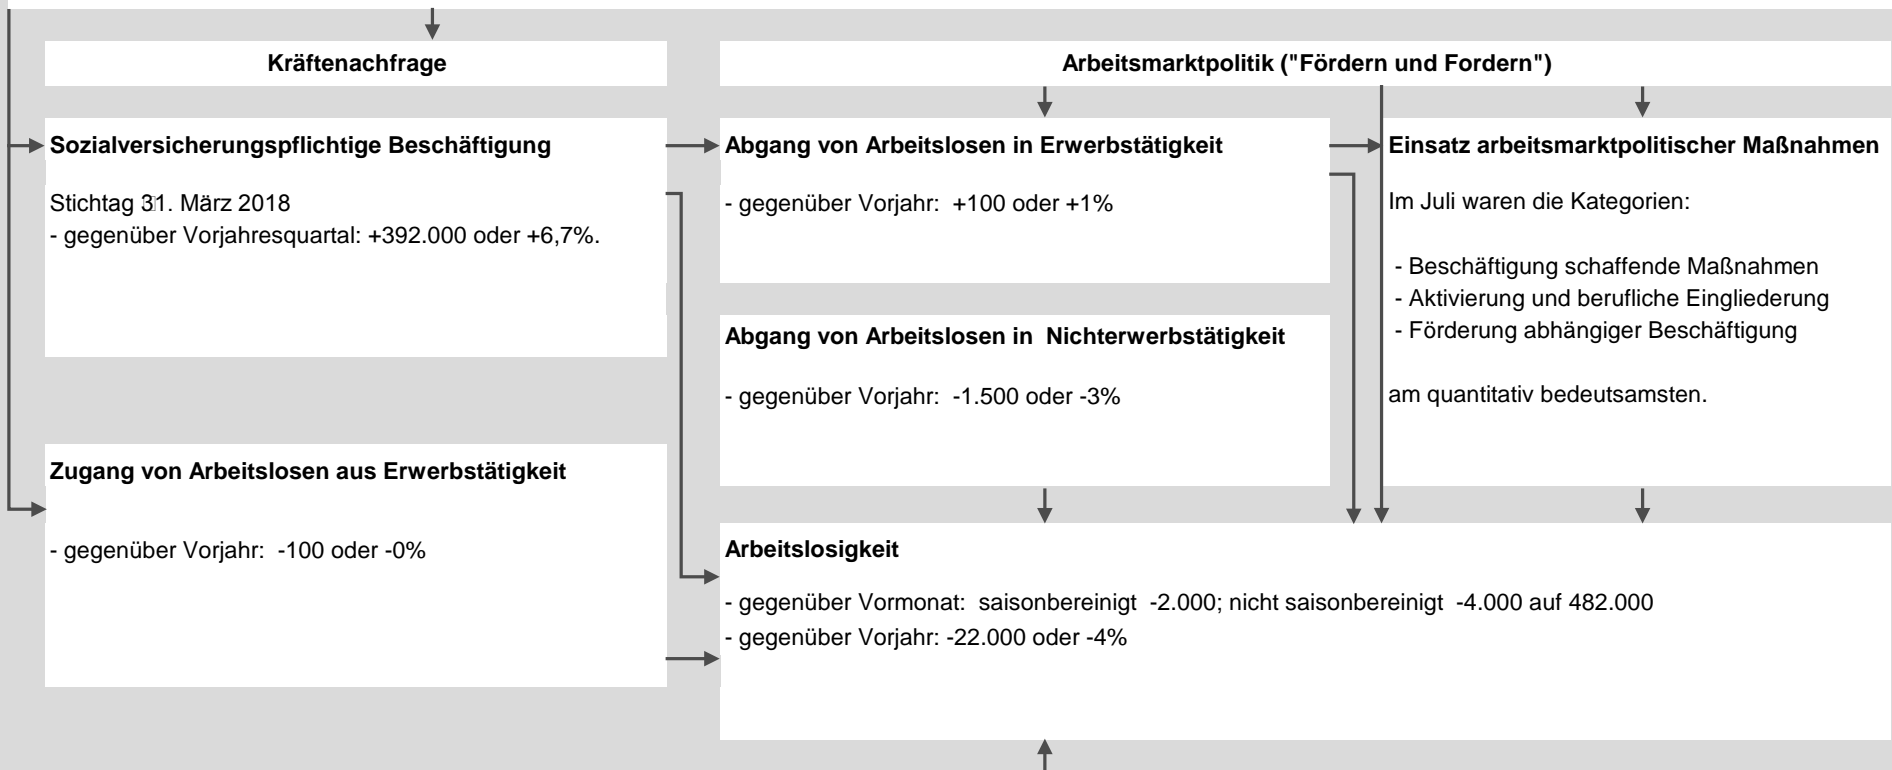 Kräftenachfrage
Arbeitsmarktpolitik ("Fördern und Fordern")
Sozialversicherungspflichtige Beschäftigung
Stichtag 31. März 2018
- gegenüber Vorjahresquartal: +392.000 oder +6,7%.
Abgang von Arbeitslosen in Erwerbstätigkeit
- gegenüber Vorjahr: +100 oder +1%
Einsatz arbeitsmarktpolitischer Maßnahmen
Im Juli waren die Kategorien:
- Beschäftigung schaffende Maßnahmen
- Aktivierung und berufliche Eingliederung
- Förderung abhängiger Beschäftigung
am quantitativ bedeutsamsten.
Abgang von Arbeitslosen in Nichterwerbstätigkeit
- gegenüber Vorjahr: -1.500 oder -3%
Zugang von Arbeitslosen aus Erwerbstätigkeit
- gegenüber Vorjahr: -100 oder -0%
Arbeitslosigkeit
- gegenüber Vormonat: saisonbereinigt -2.000; nicht saisonbereinigt -4.000 auf 482.000
- gegenüber Vorjahr: -22.000 oder -4%